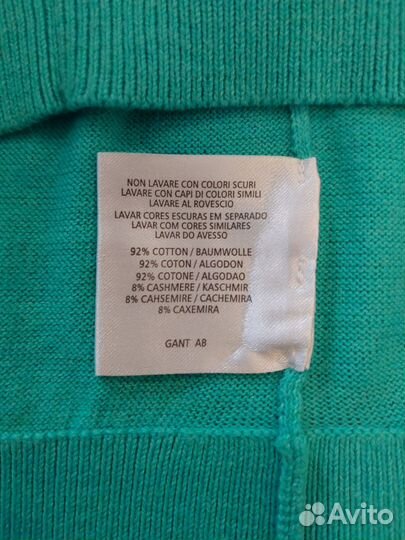 NON LAVARE CON COLORI SCURI
LAVARE CON CAPI DI COLORI SIMILI
LAVARE AL ROVESCIO
LAVAR CORES ESCURAS EM SEPARADO
LAVAR COM CORES SIMILARES
LAVAR DO AVESSO
92% COTTON / BAUMWOLLE
92% COTON / ALGODON
92% COTONE / ALGODAO
8% CASHMERE / KASCHMIR
8% CAHSEMIRE / CACHEMIRA
8% CAXEMIRA
GANT AB
Avito